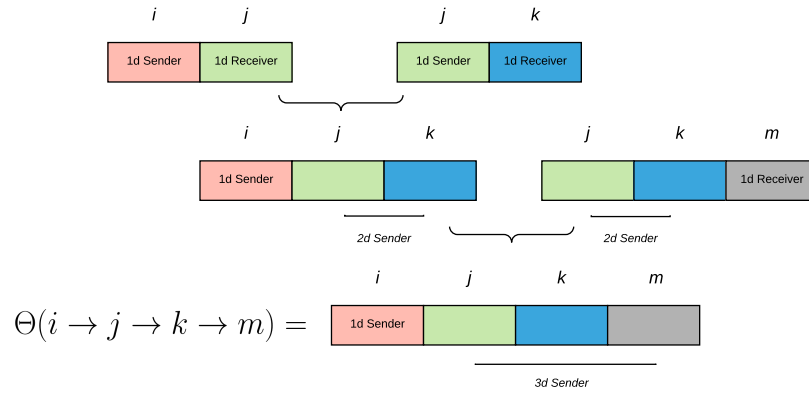 i j j k
1d Sender 1d Receiver 1d Sender 1d Receiver
i j k j k m
1d Sender 1d Receiver
2d Sender 2d Sender
i j k m
Θ(i → j → k → m) = 1d Sender
3d Sender